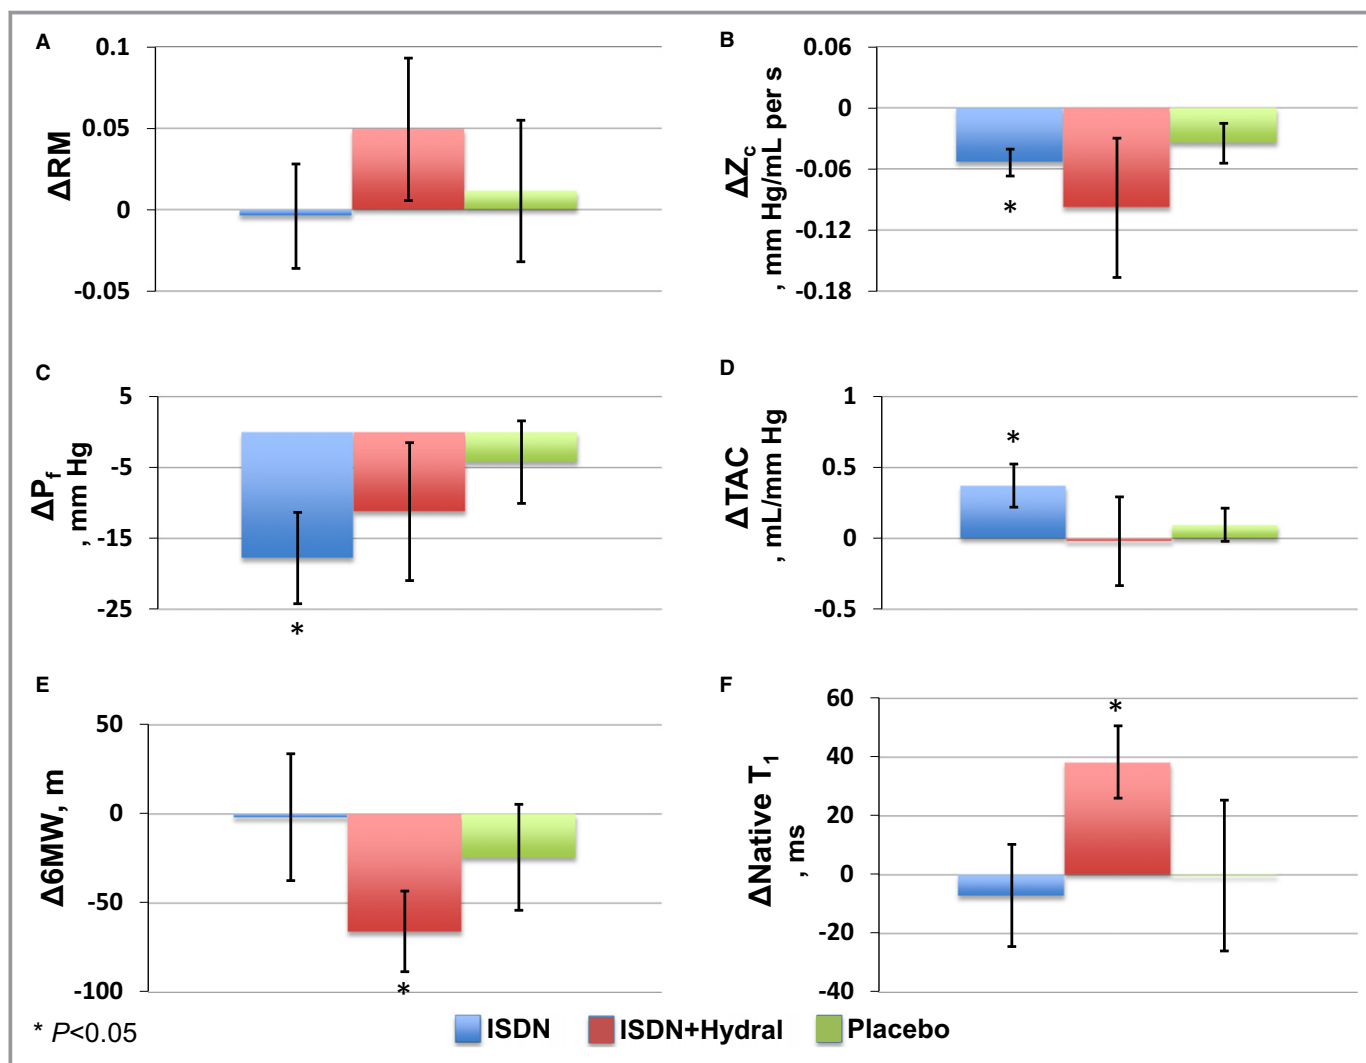 A
ΔRM
0.1
0.05
0
-0.05
B
ΔZc
, mm Hg/mL per s
0.06
0
-0.06
-0.12
-0.18
*
C
ΔPf
, mm Hg
5
-5
-15
-25
*
D
ΔTAC
, mL/mm Hg
1
0.5
0
-0.5
*
E
Δ6MW, m
50
0
-50
-100
*
F
ΔNative T1
, ms
60
40
20
0
-20
-40
*
* P<0.05
ISDN ISDN+Hydral Placebo